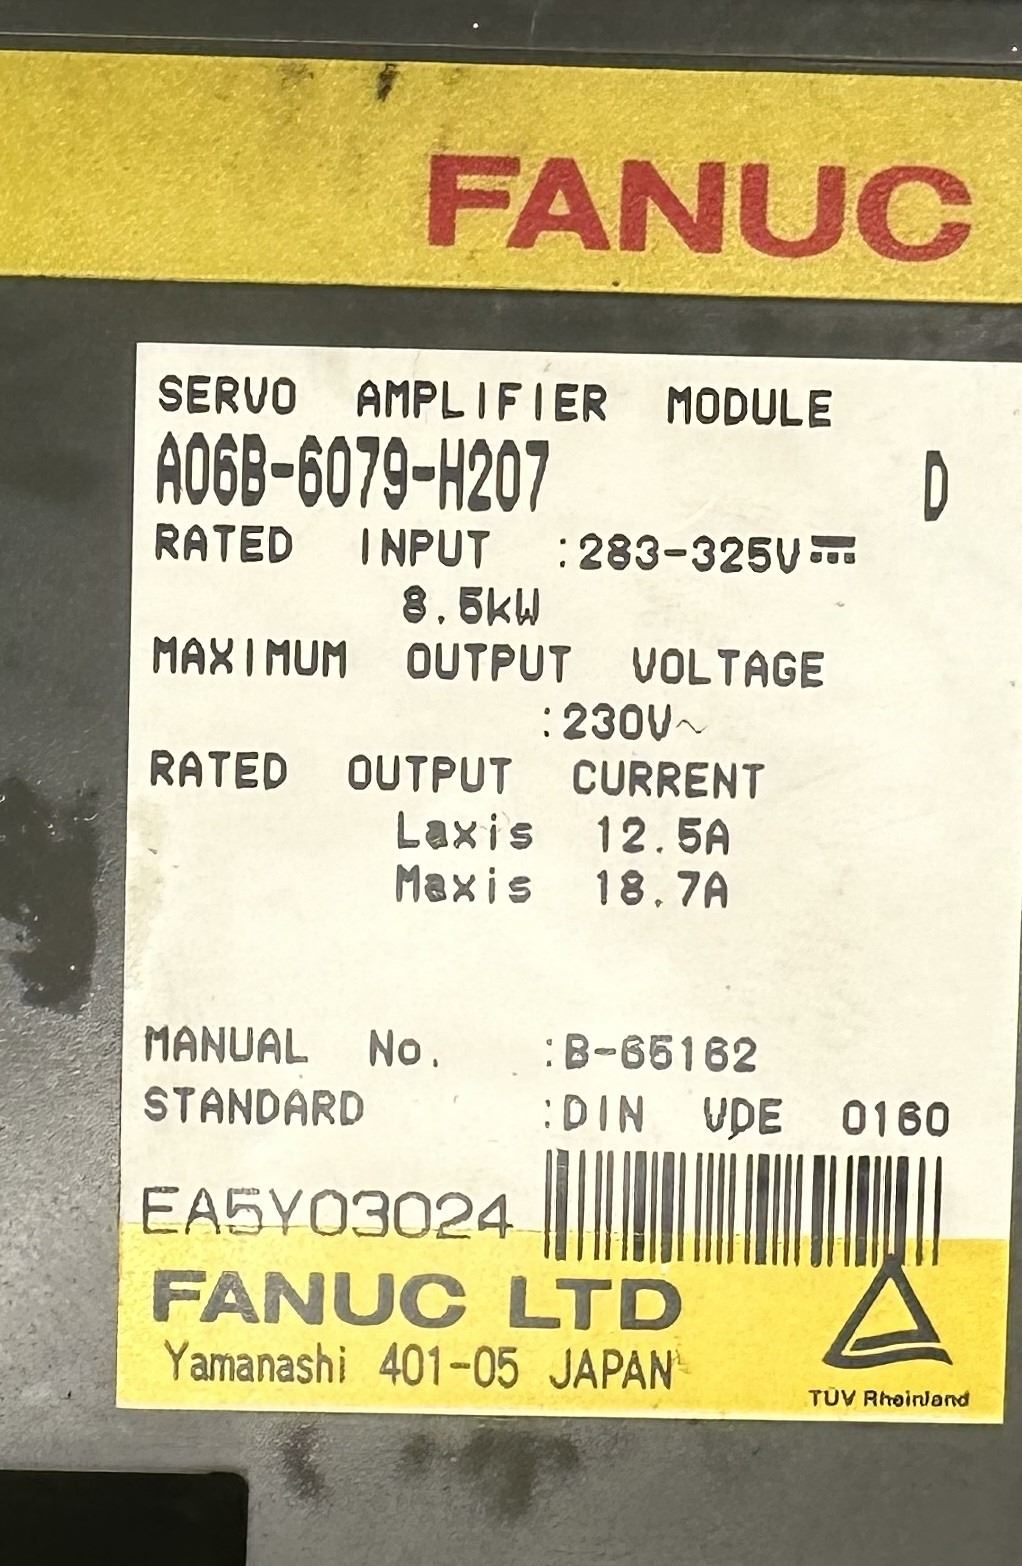 FANUC
SERVO AMPLIFIER MODULE
A06B-6079-H207 D
RATED INPUT :283-325V⎓
8.5kW
MAXIMUM OUTPUT VOLTAGE
:230V~
RATED OUTPUT CURRENT
Laxis 12.5A
Maxis 18.7A
MANUAL No. :B-65162
STANDARD :DIN VDE 0160
EA5Y03024
FANUC LTD
Yamanashi 401-05 JAPAN
TÜV Rheinland